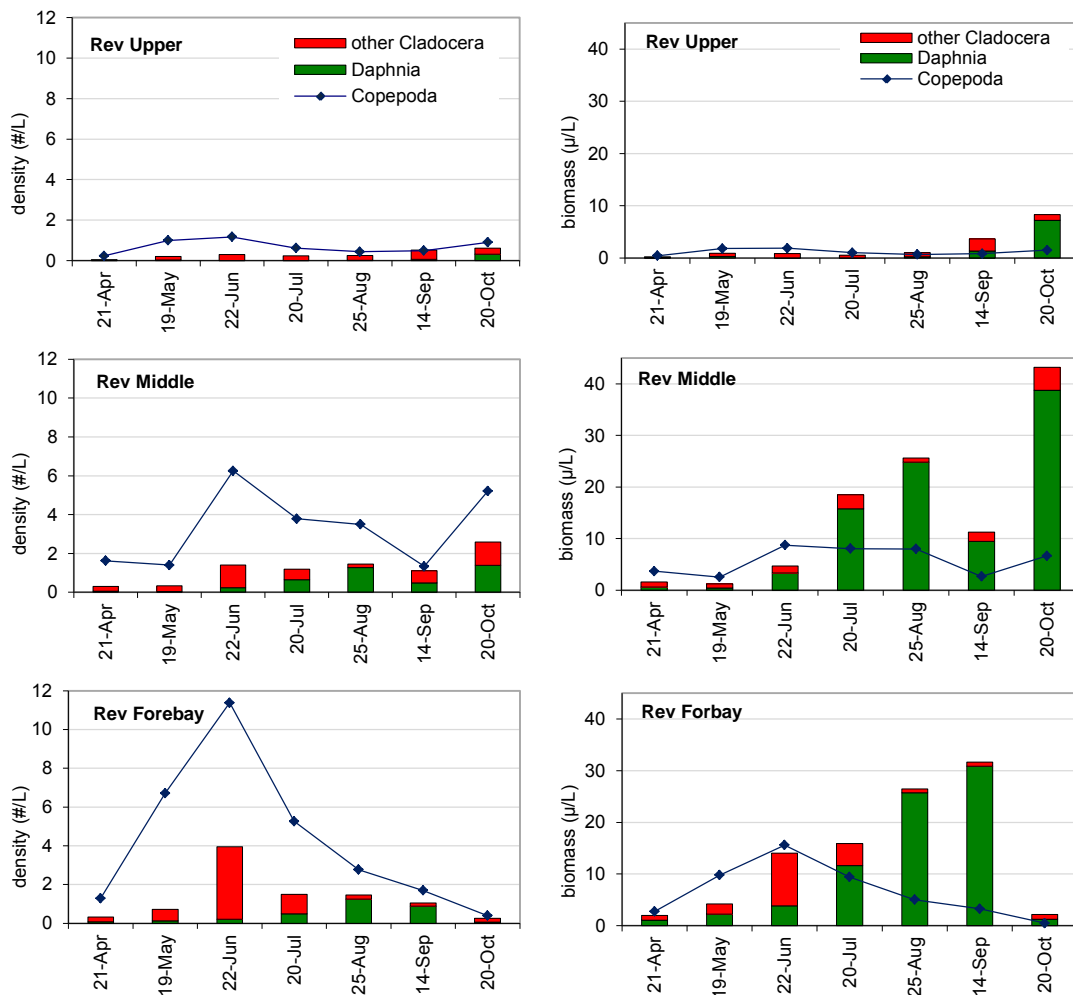 Rev Upper
other Cladocera
Daphnia
Copepoda
density (#/L)
12
10
8
6
4
2
0
21-Apr
19-May
22-Jun
20-Jul
25-Aug
14-Sep
20-Oct
Rev Upper
other Cladocera
Daphnia
Copepoda
biomass (µ/L)
40
30
20
10
0
21-Apr
19-May
22-Jun
20-Jul
25-Aug
14-Sep
20-Oct
Rev Middle
density (#/L)
12
10
8
6
4
2
0
21-Apr
19-May
22-Jun
20-Jul
25-Aug
14-Sep
20-Oct
Rev Middle
biomass (µ/L)
40
30
20
10
0
21-Apr
19-May
22-Jun
20-Jul
25-Aug
14-Sep
20-Oct
Rev Forebay
density (#/L)
12
10
8
6
4
2
0
21-Apr
19-May
22-Jun
20-Jul
25-Aug
14-Sep
20-Oct
Rev Forbay
biomass (µ/L)
40
30
20
10
0
21-Apr
19-May
22-Jun
20-Jul
25-Aug
14-Sep
20-Oct